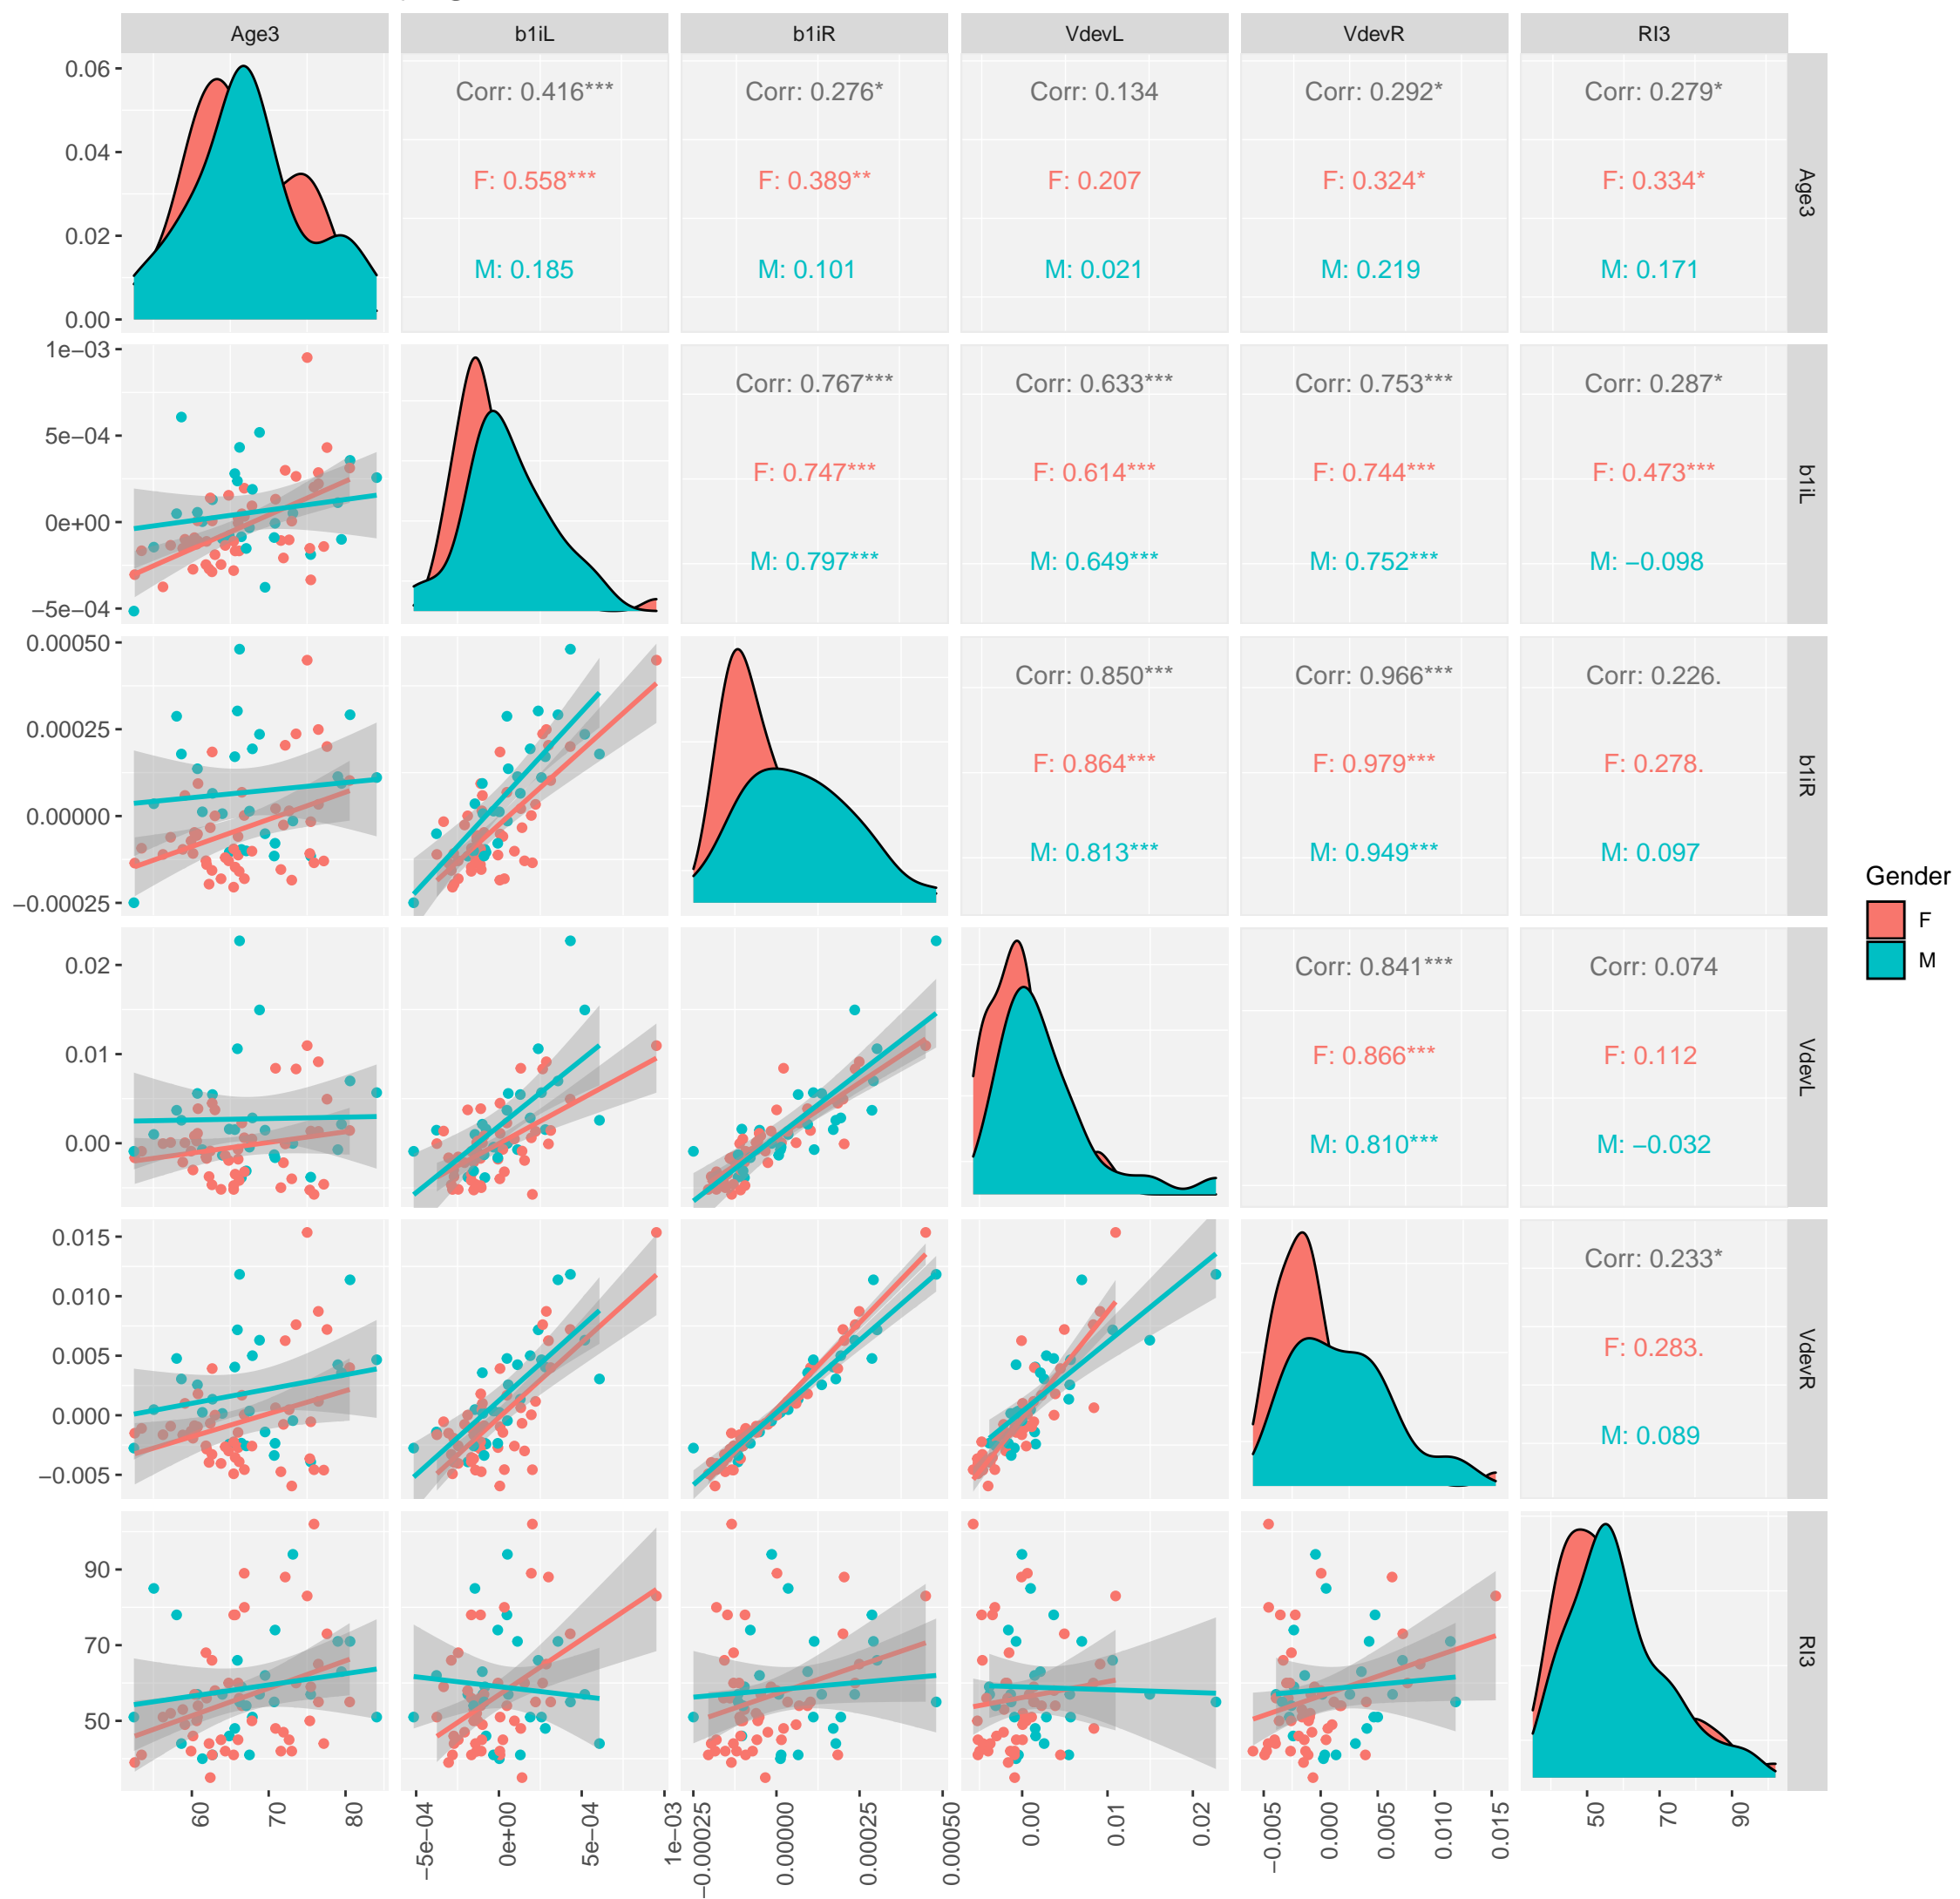 Age3 b1iL b1iR VdevL VdevR RI3
0.06
0.04
0.02
0.00
Corr: 0.416*** Corr: 0.276* Corr: 0.134 Corr: 0.292* Corr: 0.279*
F: 0.558*** F: 0.389** F: 0.207 F: 0.324* F: 0.334*
M: 0.185 M: 0.101 M: 0.021 M: 0.219 M: 0.171
Age3
1e−03
5e−04
0e+00
−5e−04
Corr: 0.767*** Corr: 0.633*** Corr: 0.753*** Corr: 0.287*
F: 0.747*** F: 0.614*** F: 0.744*** F: 0.473***
M: 0.797*** M: 0.649*** M: 0.752*** M: −0.098
b1iL
0.00050
0.00025
0.00000
−0.00025
Corr: 0.850*** Corr: 0.966*** Corr: 0.226.
F: 0.864*** F: 0.979*** F: 0.278.
M: 0.813*** M: 0.949*** M: 0.097
b1iR
0.02
0.01
0.00
Corr: 0.841*** Corr: 0.074
F: 0.866*** F: 0.112
M: 0.810*** M: −0.032
VdevL
0.015
0.010
0.005
0.000
−0.005
Corr: 0.233*
F: 0.283.
M: 0.089
VdevR
90
70
50
RI3
60 70 80
−5e−04 0e+00 5e−04 1e−03
−0.00025 0.00000 0.00025 0.00050
0.00 0.01 0.02
−0.005 0.000 0.005 0.010 0.015
50 70 90
Gender
F
M